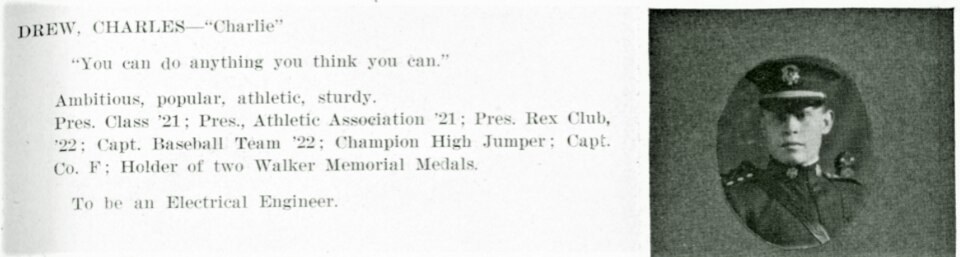 DREW, CHARLES—"Charlie"
"You can do anything you think you can."
Ambitious, popular, athletic, sturdy.
Pres. Class '21; Pres., Athletic Association '21; Pres. Rex Club,
'22; Capt. Baseball Team '22; Champion High Jumper; Capt.
Co. F; Holder of two Walker Memorial Medals.
To be an Electrical Engineer.